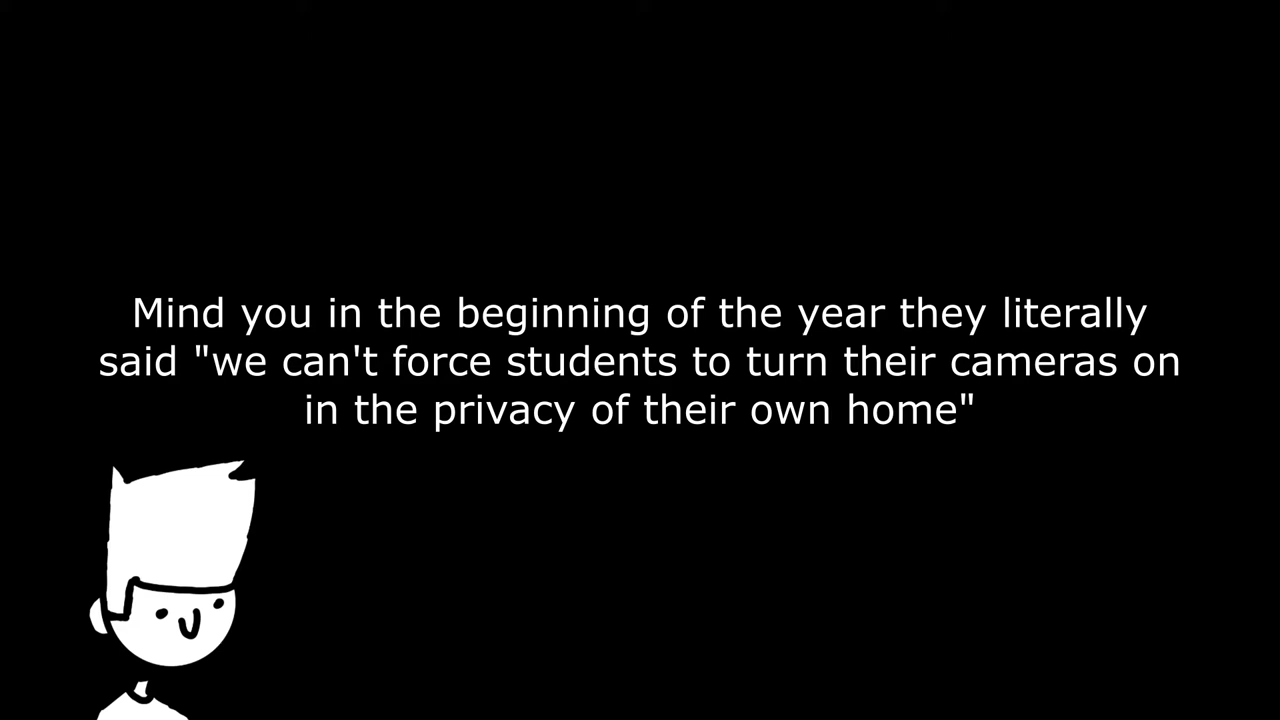 Mind you in the beginning of the year they literally
said "we can't force students to turn their cameras on
in the privacy of their own home"